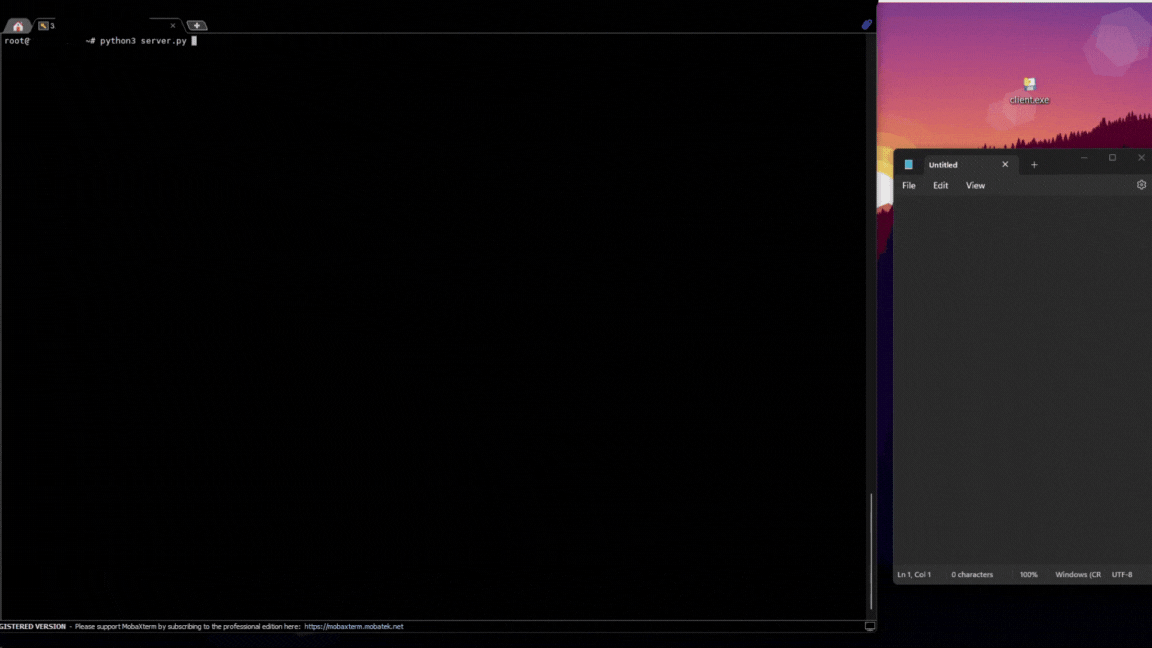 3
root@ ~# python3 server.py
client.exe
Untitled
File Edit View
Ln 1, Col 1 0 characters 100% Windows (CR UTF-8
GISTERED VERSION - Please support MobaXterm by subscribing to the professional edition here: https://mobaxterm.mobatek.net